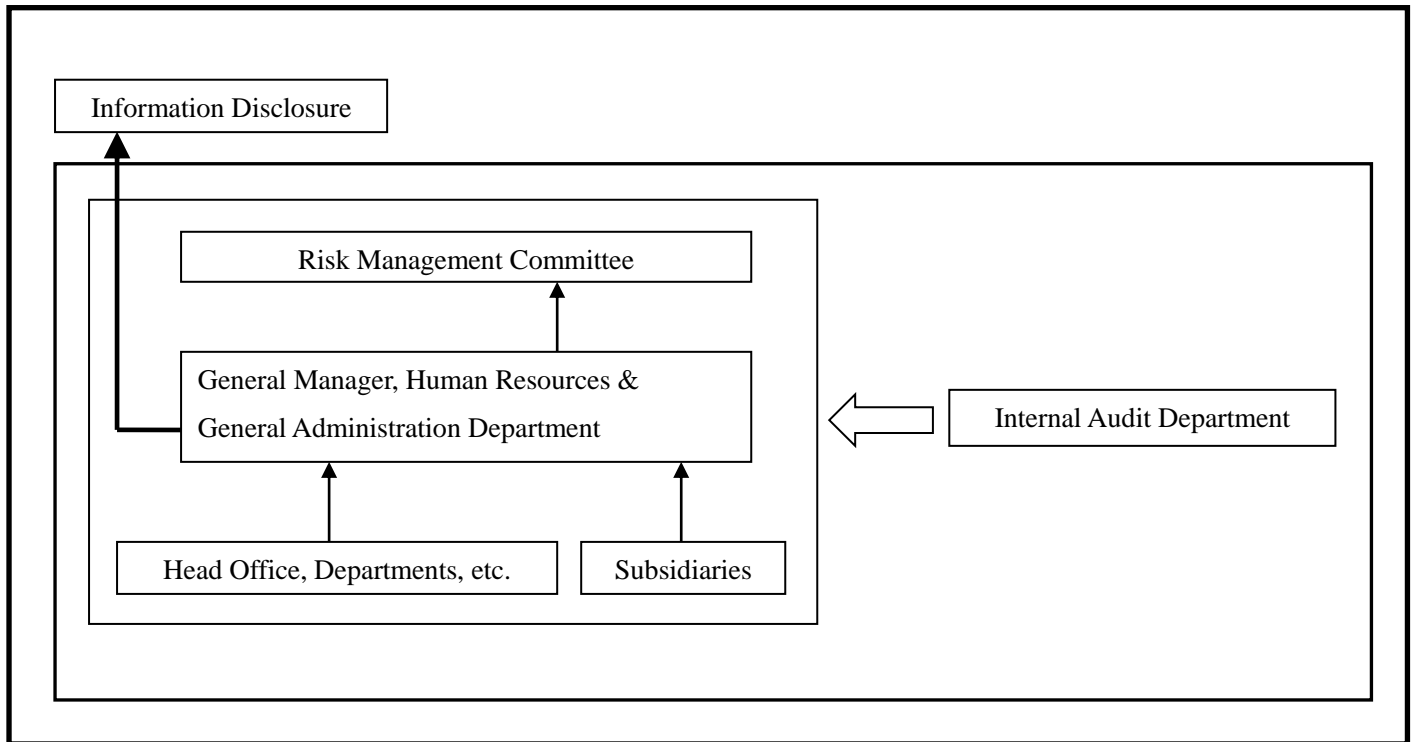 Information Disclosure
Risk Management Committee
General Manager, Human Resources &
General Administration Department
Internal Audit Department
Head Office, Departments, etc.
Subsidiaries